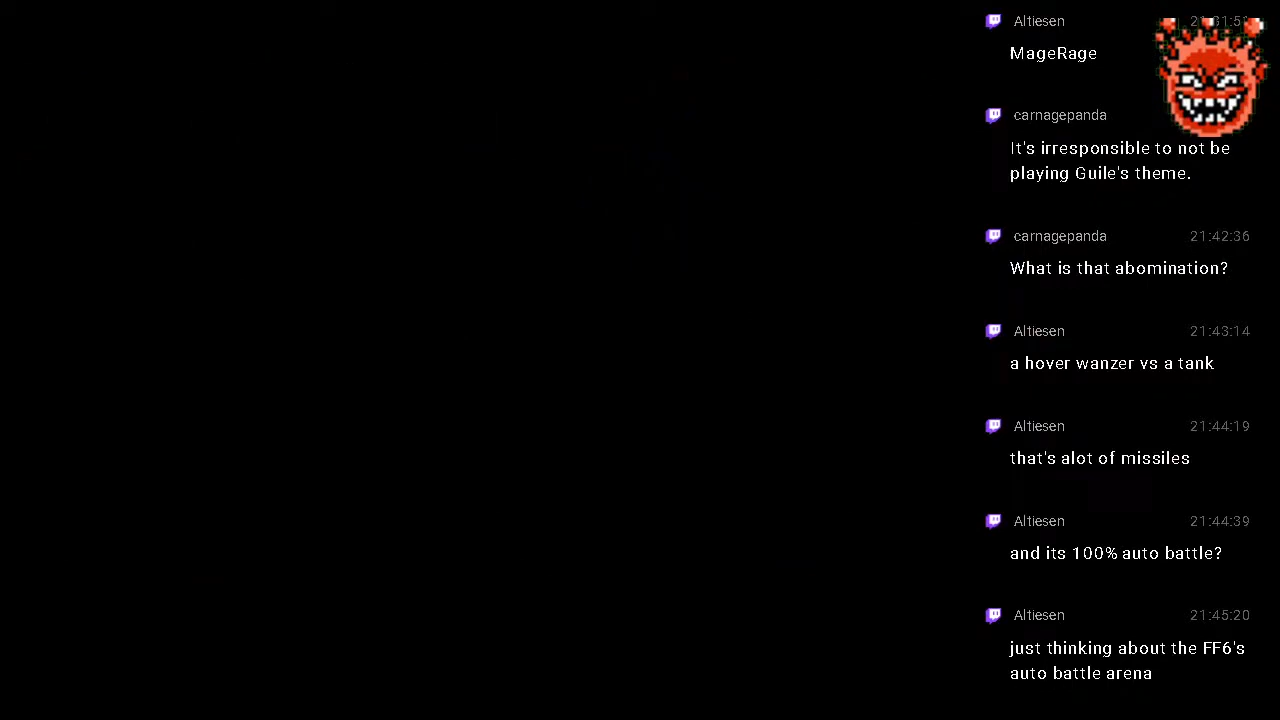 Altiesen
MageRage
carnagepanda
It's irresponsible to not be
playing Guile's theme.
carnagepanda 21:42:36
What is that abomination?
Altiesen 21:43:14
a hover wanzer vs a tank
Altiesen 21:44:19
that's alot of missiles
Altiesen 21:44:39
and its 100% auto battle?
Altiesen 21:45:20
just thinking about the FF6's
auto battle arena